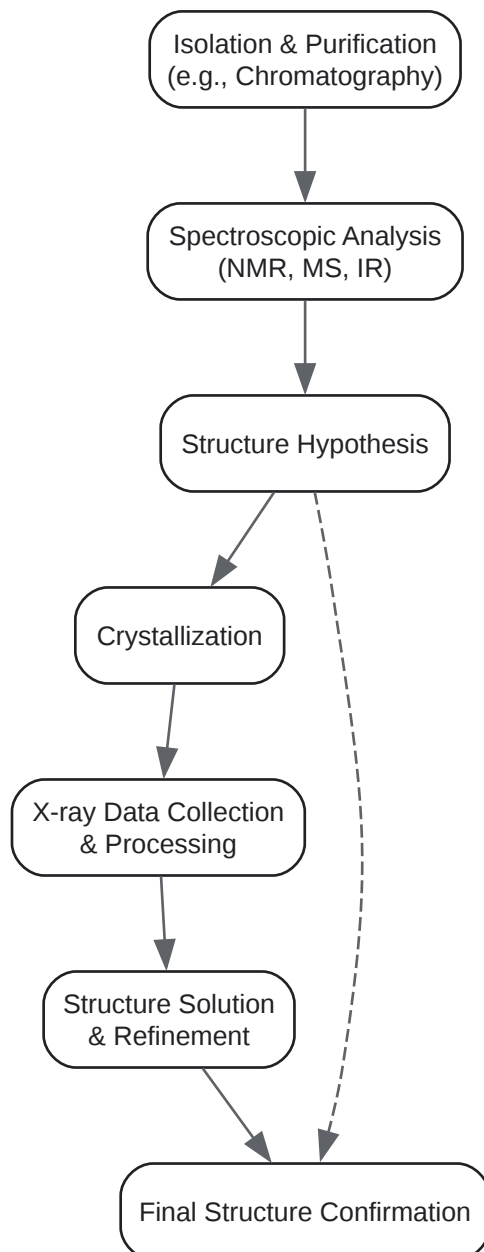 Isolation & Purification
(e.g., Chromatography)
Spectroscopic Analysis
(NMR, MS, IR)
Structure Hypothesis
Crystallization
X-ray Data Collection
& Processing
Structure Solution
& Refinement
Final Structure Confirmation